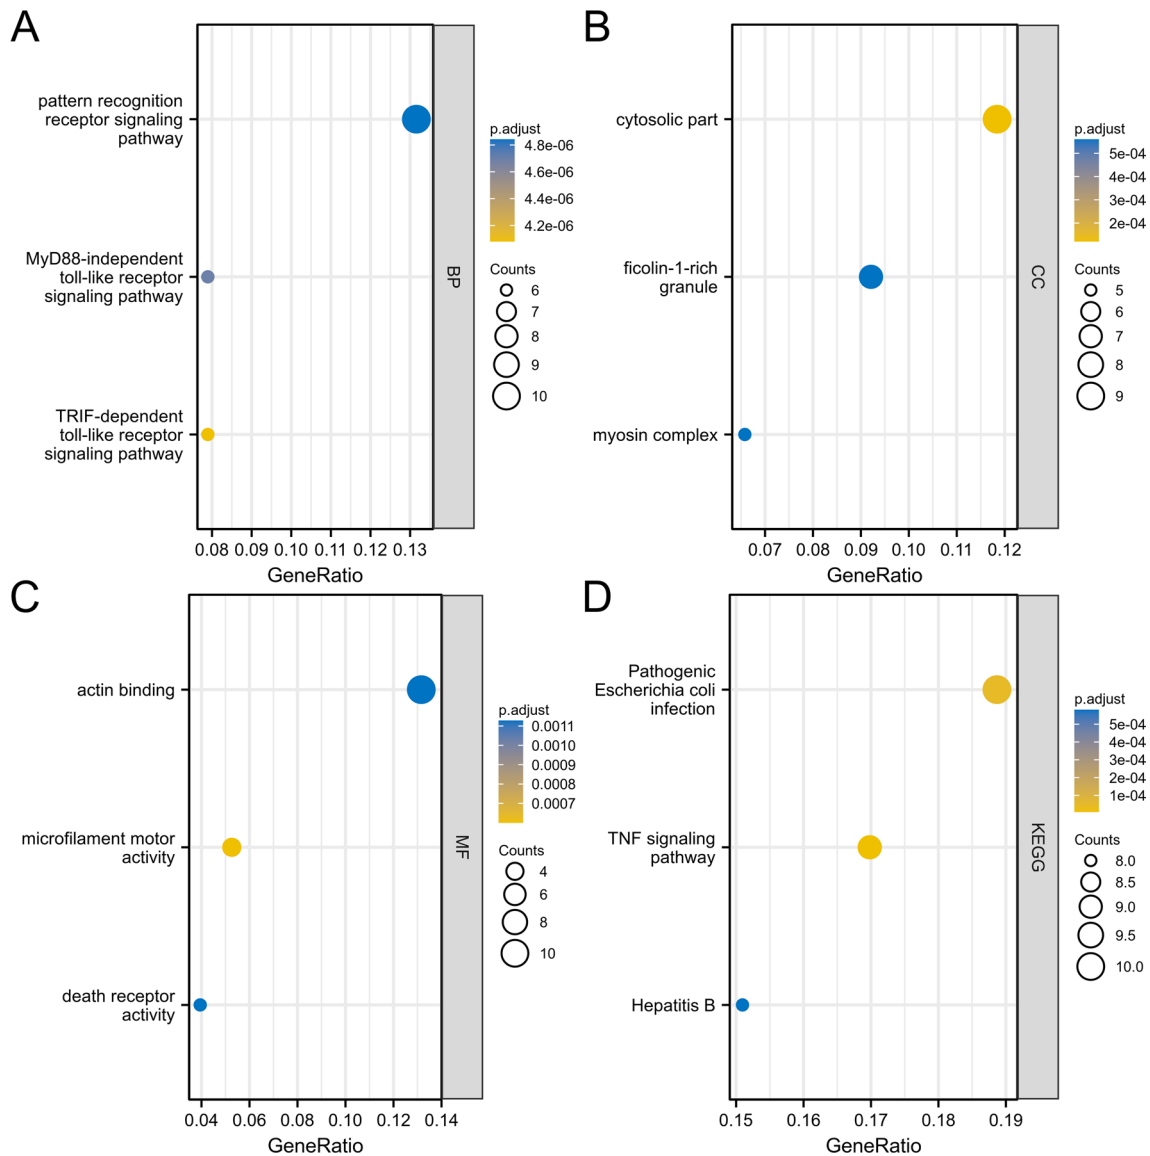 A
pattern recognition
receptor signaling
pathway
MyD88-independent
toll-like receptor
signaling pathway
TRIF-dependent
toll-like receptor
signaling pathway
0.08 0.09 0.10 0.11 0.12 0.13
GeneRatio
BP
p.adjust
4.8e-06
4.6e-06
4.4e-06
4.2e-06
Counts
6
7
8
9
10
B
cytosolic part
ficolin-1-rich
granule
myosin complex
0.07 0.08 0.09 0.10 0.11 0.12
GeneRatio
CC
p.adjust
5e-04
4e-04
3e-04
2e-04
Counts
5
6
7
8
9
C
actin binding
microfilament motor
activity
death receptor
activity
0.04 0.06 0.08 0.10 0.12 0.14
GeneRatio
MF
p.adjust
0.0011
0.0010
0.0009
0.0008
0.0007
Counts
4
6
8
10
D
Pathogenic
Escherichia coli
infection
TNF signaling
pathway
Hepatitis B
0.15 0.16 0.17 0.18 0.19
GeneRatio
KEGG
p.adjust
5e-04
4e-04
3e-04
2e-04
1e-04
Counts
8.0
8.5
9.0
9.5
10.0